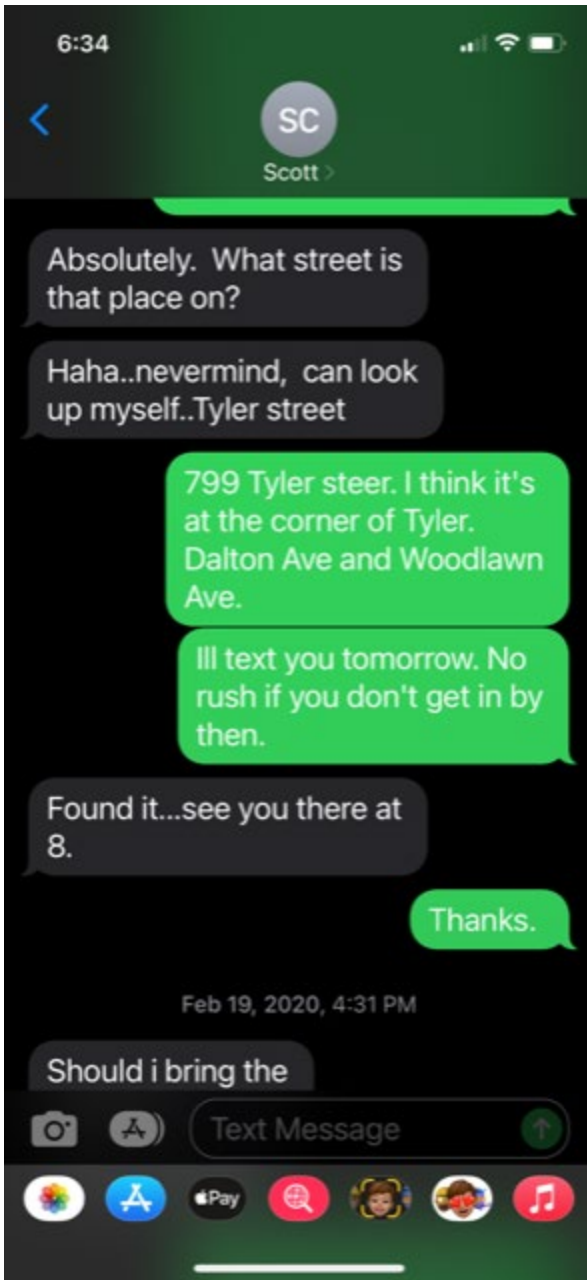 6:34
SC
Scott
Absolutely.  What street is
that place on?
Haha..nevermind,  can look
up myself..Tyler street
799 Tyler steer. I think it's
at the corner of Tyler.
Dalton Ave and Woodlawn
Ave.
Ill text you tomorrow. No
rush if you don't get in by
then.
Found it...see you there at
8.
Thanks.
Feb 19, 2020, 4:31 PM
Should i bring the
Text Message
Pay